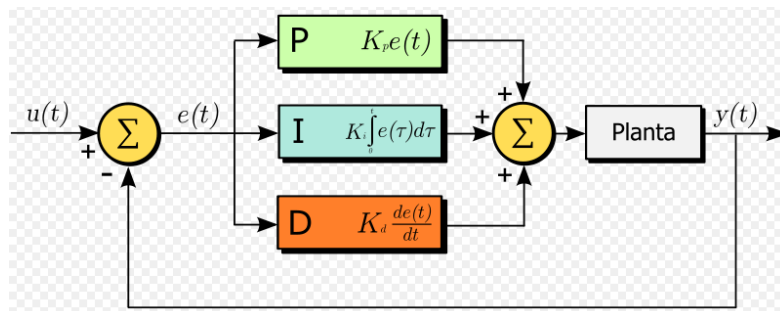 P K_p e(t)
u(t) Σ e(t) I K_i ∫_0^t e(τ)dτ Σ Planta y(t)
+ - + + +
D K_d de(t)/dt